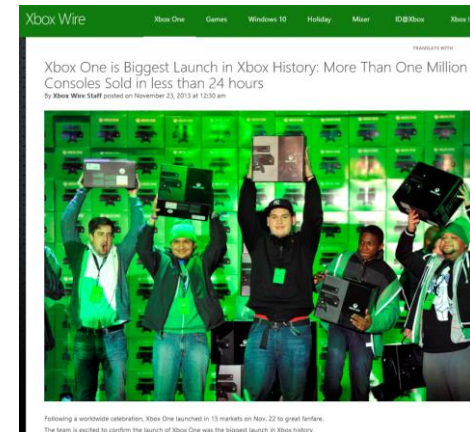 Xbox Wire
Xbox One Games Windows 10 Holiday Mixer ID@Xbox Xbox
TRANSLATE WITH
Xbox One is Biggest Launch in Xbox History: More Than One Million
Consoles Sold in less than 24 hours
By Xbox Wire Staff posted on November 23, 2013 at 12:30 am
Following a worldwide celebration, Xbox One launched in 13 markets on Nov. 22 to great fanfare.
The team is excited to confirm the launch of Xbox One was the biggest launch in Xbox history